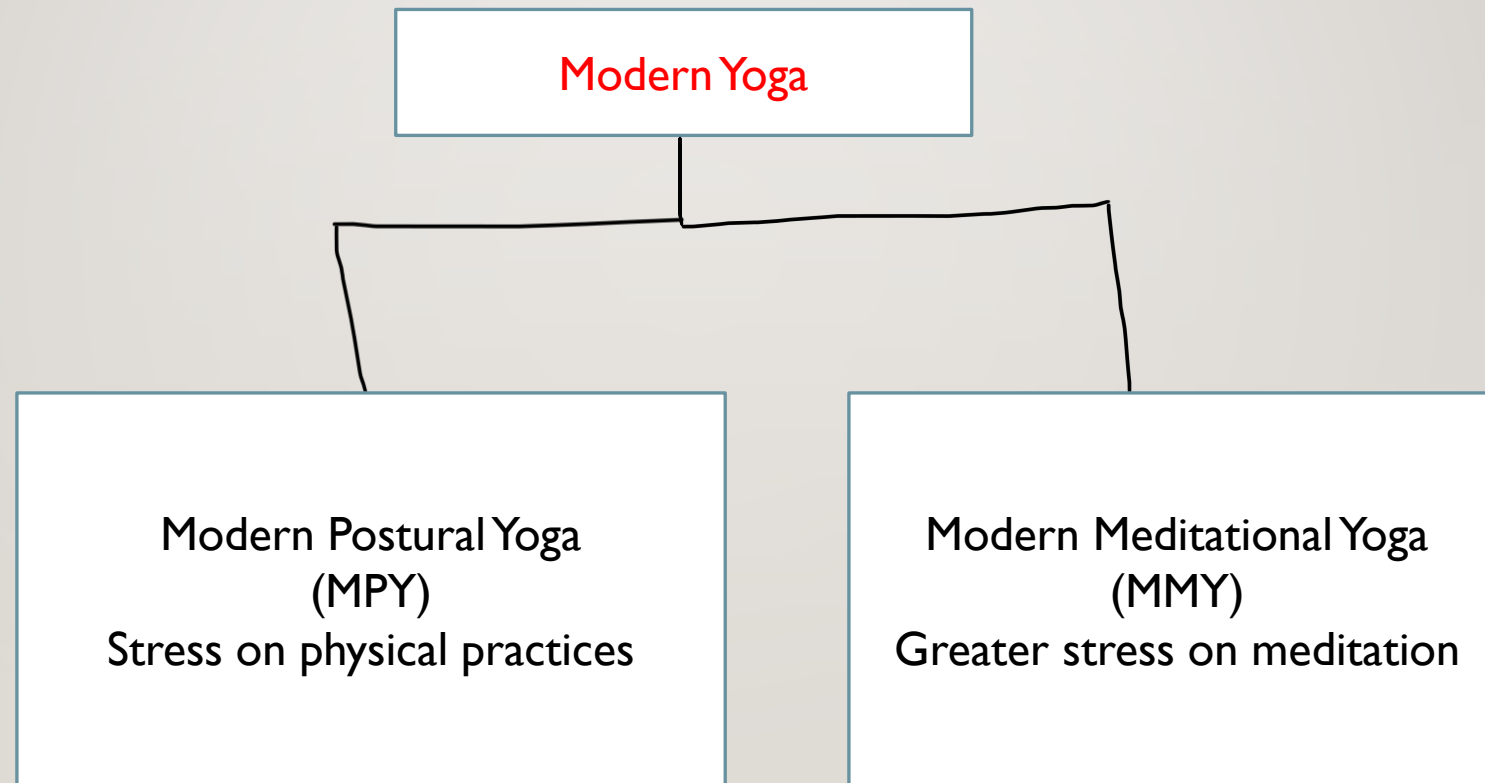 Modern Yoga
Modern Postural Yoga
(MPY)
Stress on physical practices
Modern Meditational Yoga
(MMY)
Greater stress on meditation